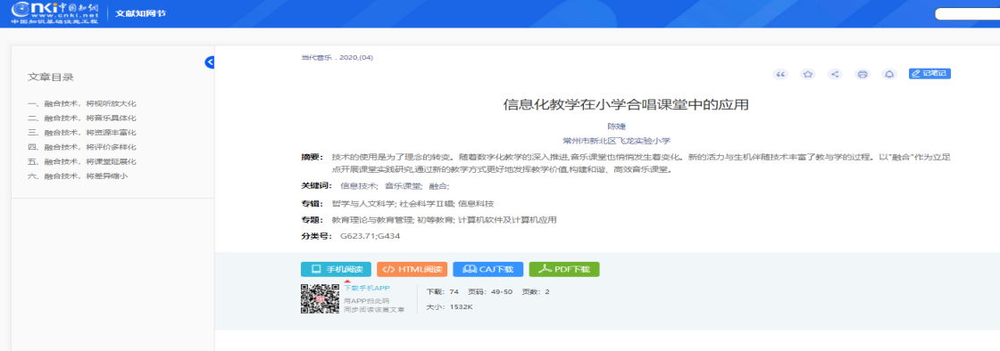 cnki 中国知网
www.cnki.net
中国知识基础设施工程
文献知网节
文章目录
一、融合技术，将视听放大化
二、融合技术，将音乐具体化
三、融合技术，将资源丰富化
四、融合技术，将评价多样化
五、融合技术，将课堂延展化
六、融合技术，将差异缩小
当代音乐 . 2020,(04)
记笔记
信息化教学在小学合唱课堂中的应用
常州市新北区飞龙实验小学
摘要： 技术的使用是为了理念的转变。随着数字化教学的深入推进,音乐课堂也悄悄发生着变化。新的活力与生机伴随技术丰富了教与学的过程。以"融合"作为立足
点开展课堂实践研究,通过新的教学方式更好地发挥教学价值,构建和谐、高效音乐课堂。
关键词： 信息技术; 音乐课堂; 融合;
专辑： 哲学与人文科学; 社会科学Ⅱ辑; 信息科技
专题： 教育理论与教育管理; 初等教育; 计算机软件及计算机应用
分类号： G623.71;G434
手机阅读 </> HTML阅读 CAJ下载 PDF下载
下载手机APP
用APP扫此码
同步阅读该篇文章
下载：74 页码：49-50 页数：2
大小：1532K